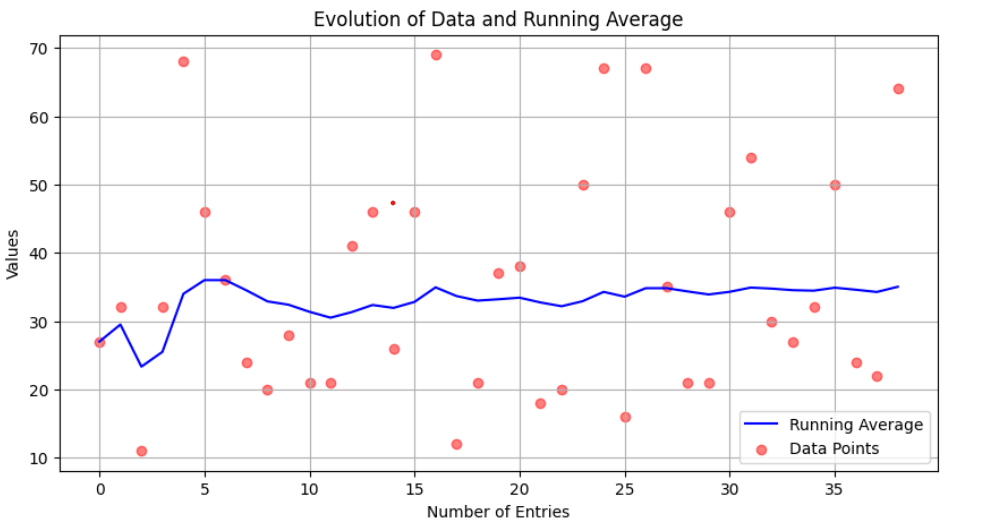 Evolution of Data and Running Average
70
60
50
40
30
20
10
Values
0 5 10 15 20 25 30 35
Number of Entries
Running Average
Data Points